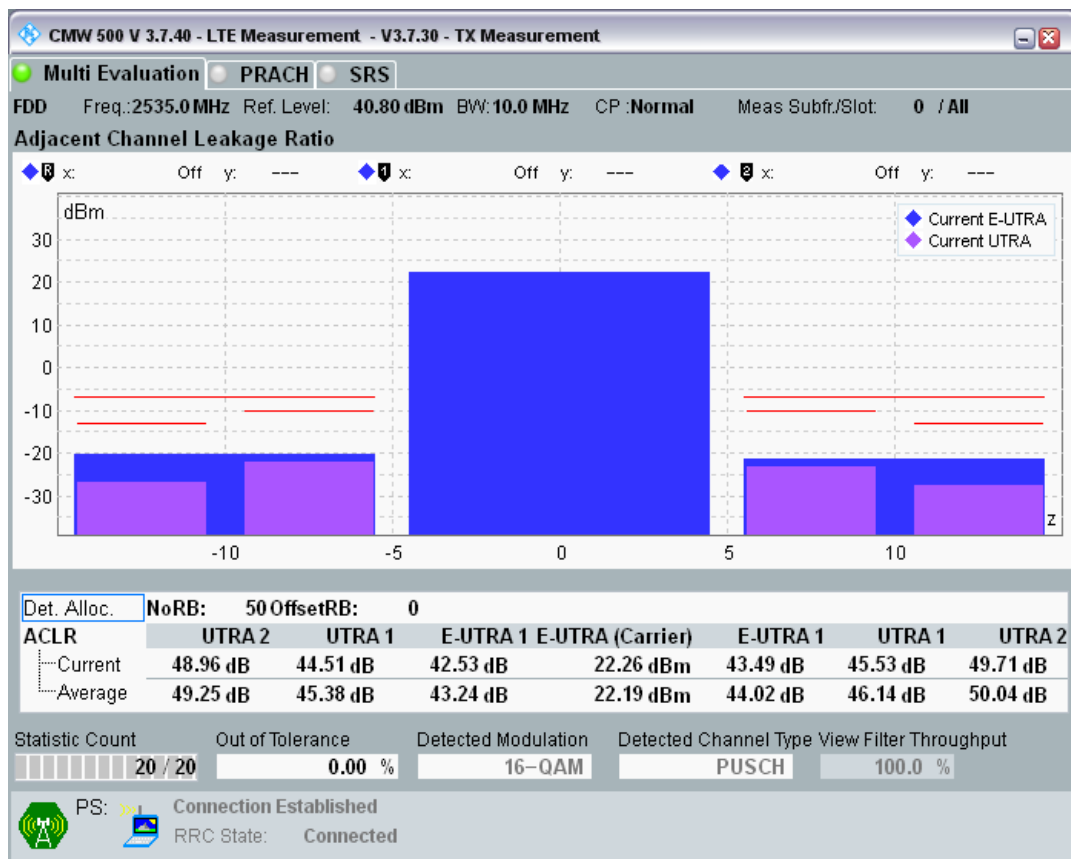 CMW 500 V 3.7.40 - LTE Measurement - V3.7.30 - TX Measurement
Multi Evaluation PRACH SRS
FDD Freq.:2535.0 MHz Ref. Level: 40.80 dBm BW:10.0 MHz CP :Normal Meas Subfr./Slot: 0 / All
Adjacent Channel Leakage Ratio
R x: Off y: --- 1 x: Off y: --- 2 x: Off y: ---
dBm
Current E-UTRA
Current UTRA
30
20
10
0
-10
-20
-30
z
-10 -5 0 5 10
Det. Alloc. NoRB: 50 OffsetRB: 0
ACLR UTRA 2 UTRA 1 E-UTRA 1 E-UTRA (Carrier) E-UTRA 1 UTRA 1 UTRA 2
Current 48.96 dB 44.51 dB 42.53 dB 22.26 dBm 43.49 dB 45.53 dB 49.71 dB
Average 49.25 dB 45.38 dB 43.24 dB 22.19 dBm 44.02 dB 46.14 dB 50.04 dB
Statistic Count Out of Tolerance Detected Modulation Detected Channel Type View Filter Throughput
20 / 20 0.00 % 16-QAM PUSCH 100.0 %
PS: Connection Established
RRC State: Connected